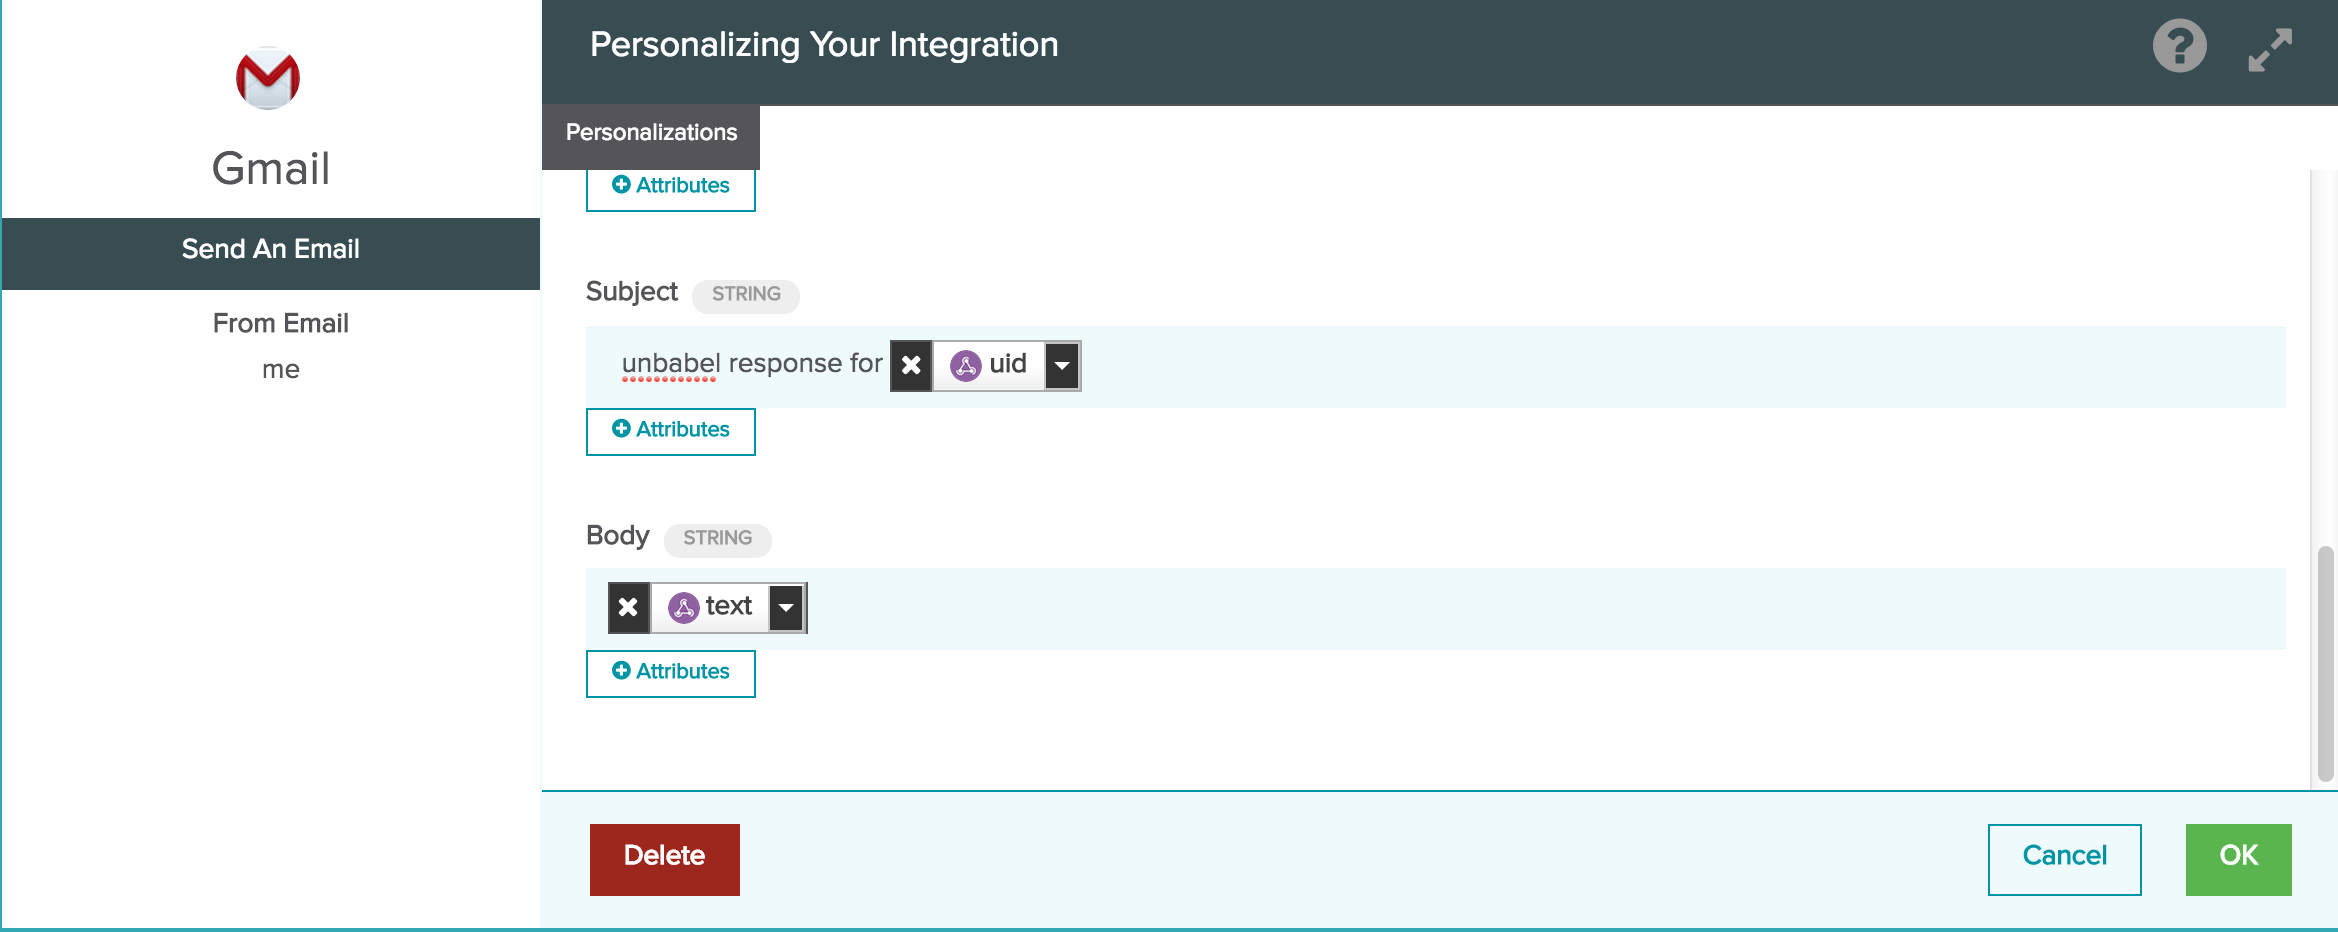 Gmail
Send An Email
From Email
me
Personalizing Your Integration
Personalizations
Attributes
Subject STRING
unbabel response for uid
Attributes
Body STRING
text
Attributes
Delete
Cancel
OK